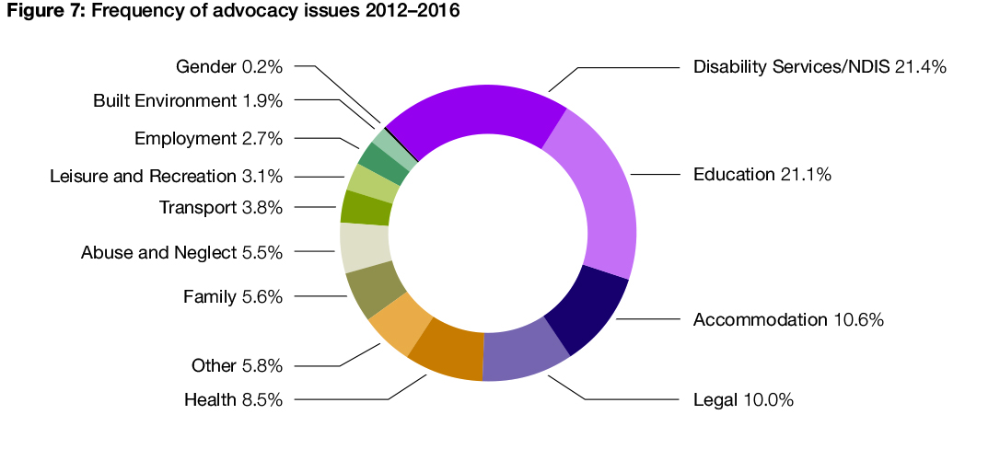 Figure 7: Frequency of advocacy issues 2012–2016
Gender 0.2%
Disability Services/NDIS 21.4%
Built Environment 1.9%
Employment 2.7%
Education 21.1%
Leisure and Recreation 3.1%
Transport 3.8%
Abuse and Neglect 5.5%
Family 5.6%
Accommodation 10.6%
Other 5.8%
Health 8.5%
Legal 10.0%